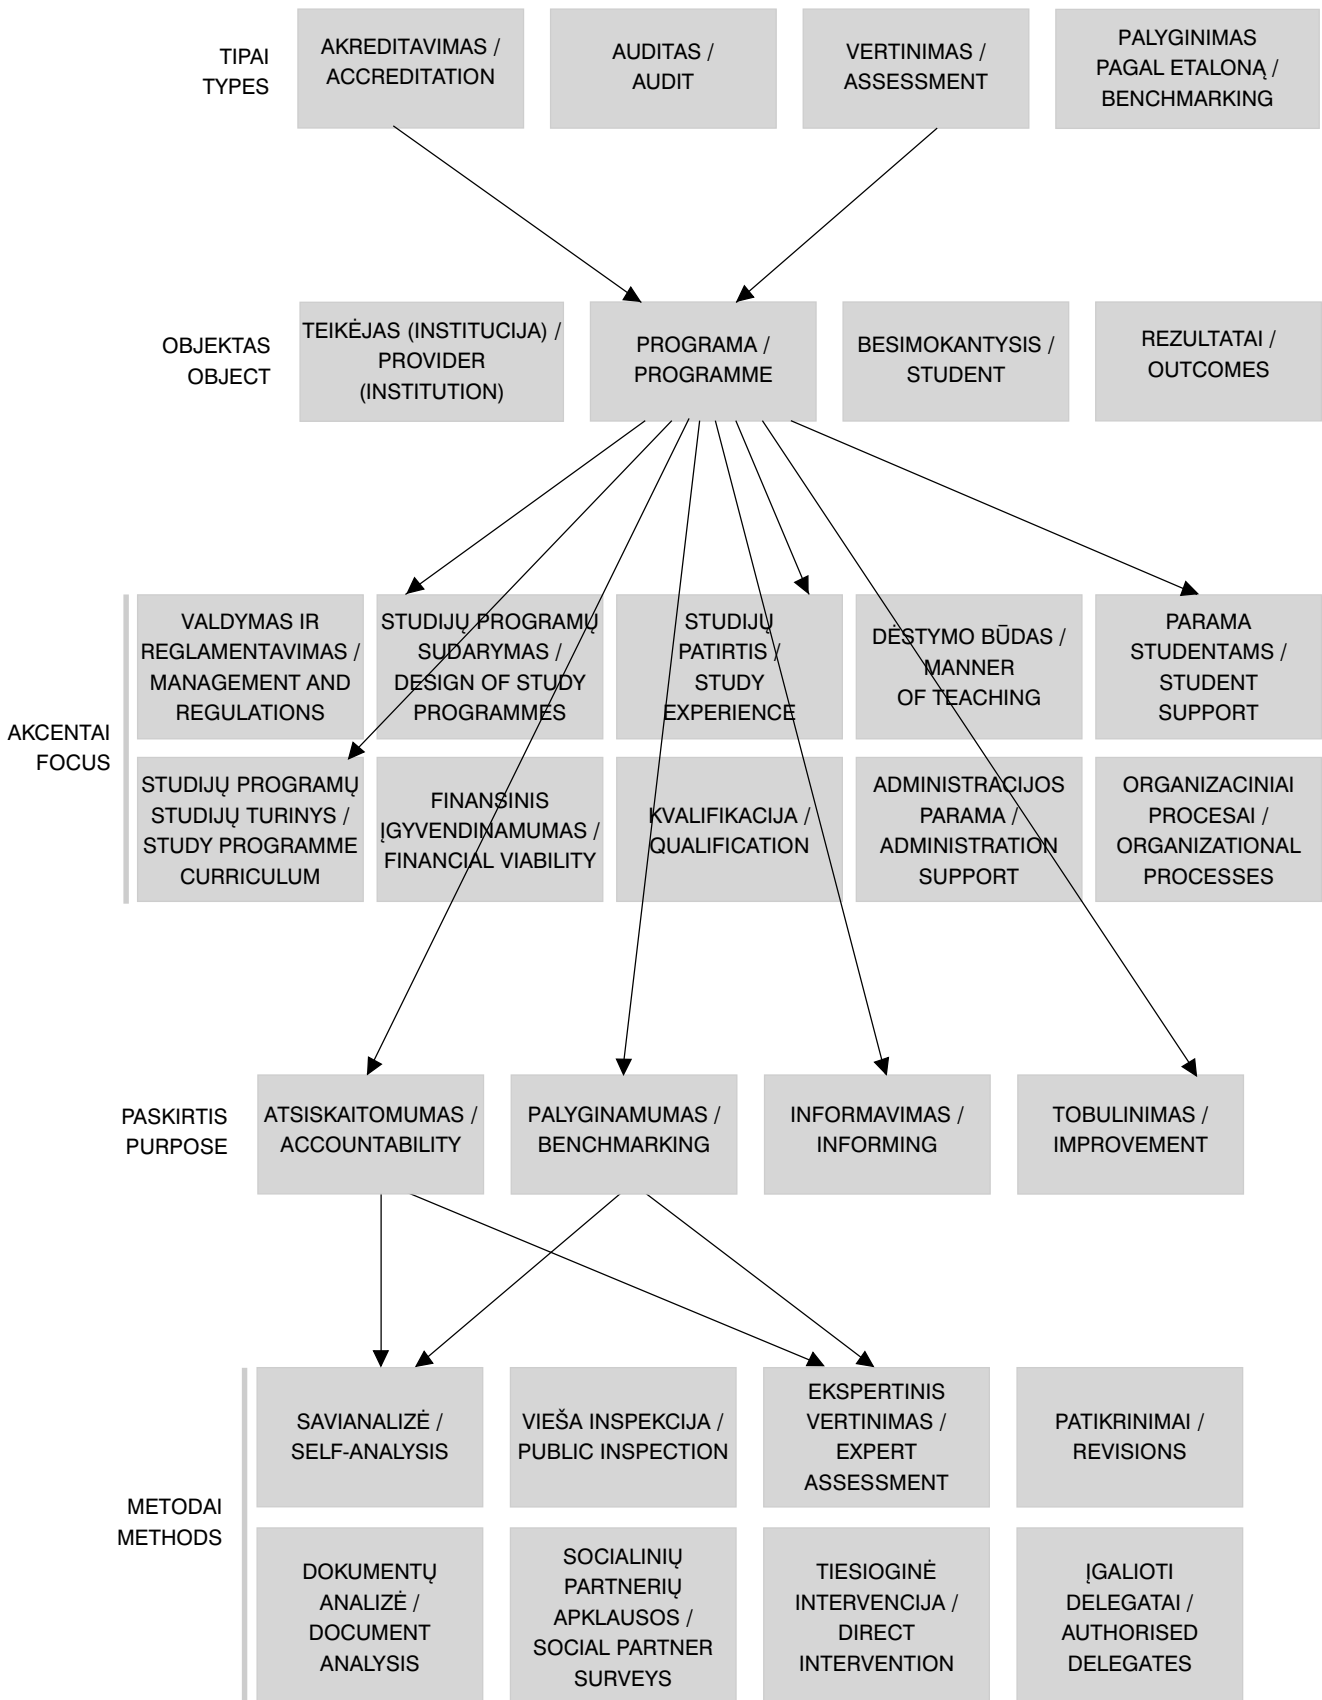 TIPAI
TYPES
AKREDITAVIMAS /
ACCREDITATION
AUDITAS /
AUDIT
VERTINIMAS /
ASSESSMENT
PALYGINIMAS
PAGAL ETALONĄ /
BENCHMARKING
OBJEKTAS
OBJECT
TEIKĖJAS (INSTITUCIJA) /
PROVIDER
(INSTITUTION)
PROGRAMA /
PROGRAMME
BESIMOKANTYSIS /
STUDENT
REZULTATAI /
OUTCOMES
AKCENTAI
FOCUS
VALDYMAS IR
REGLAMENTAVIMAS /
MANAGEMENT AND
REGULATIONS
STUDIJŲ PROGRAMŲ
SUDARYMAS /
DESIGN OF STUDY
PROGRAMMES
STUDIJŲ
PATIRTIS /
STUDY
EXPERIENCE
DĖSTYMO BŪDAS /
MANNER
OF TEACHING
PARAMA
STUDENTAMS /
STUDENT
SUPPORT
STUDIJŲ PROGRAMŲ
STUDIJŲ TURINYS /
STUDY PROGRAMME
CURRICULUM
FINANSINIS
ĮGYVENDINAMUMAS /
FINANCIAL VIABILITY
KVALIFIKACIJA /
QUALIFICATION
ADMINISTRACIJOS
PARAMA /
ADMINISTRATION
SUPPORT
ORGANIZACINIAI
PROCESAI /
ORGANIZATIONAL
PROCESSES
PASKIRTIS
PURPOSE
ATSISKAITOMUMAS /
ACCOUNTABILITY
PALYGINAMUMAS /
BENCHMARKING
INFORMAVIMAS /
INFORMING
TOBULINIMAS /
IMPROVEMENT
METODAI
METHODS
SAVIANALIZĖ /
SELF-ANALYSIS
VIEŠA INSPEKCIJA /
PUBLIC INSPECTION
EKSPERTINIS
VERTINIMAS /
EXPERT
ASSESSMENT
PATIKRINIMAI /
REVISIONS
DOKUMENTŲ
ANALIZĖ /
DOCUMENT
ANALYSIS
SOCIALINIŲ
PARTNERIŲ
APKLAUSOS /
SOCIAL PARTNER
SURVEYS
TIESIOGINĖ
INTERVENCIJA /
DIRECT
INTERVENTION
ĮGALIOTI
DELEGATAI /
AUTHORISED
DELEGATES